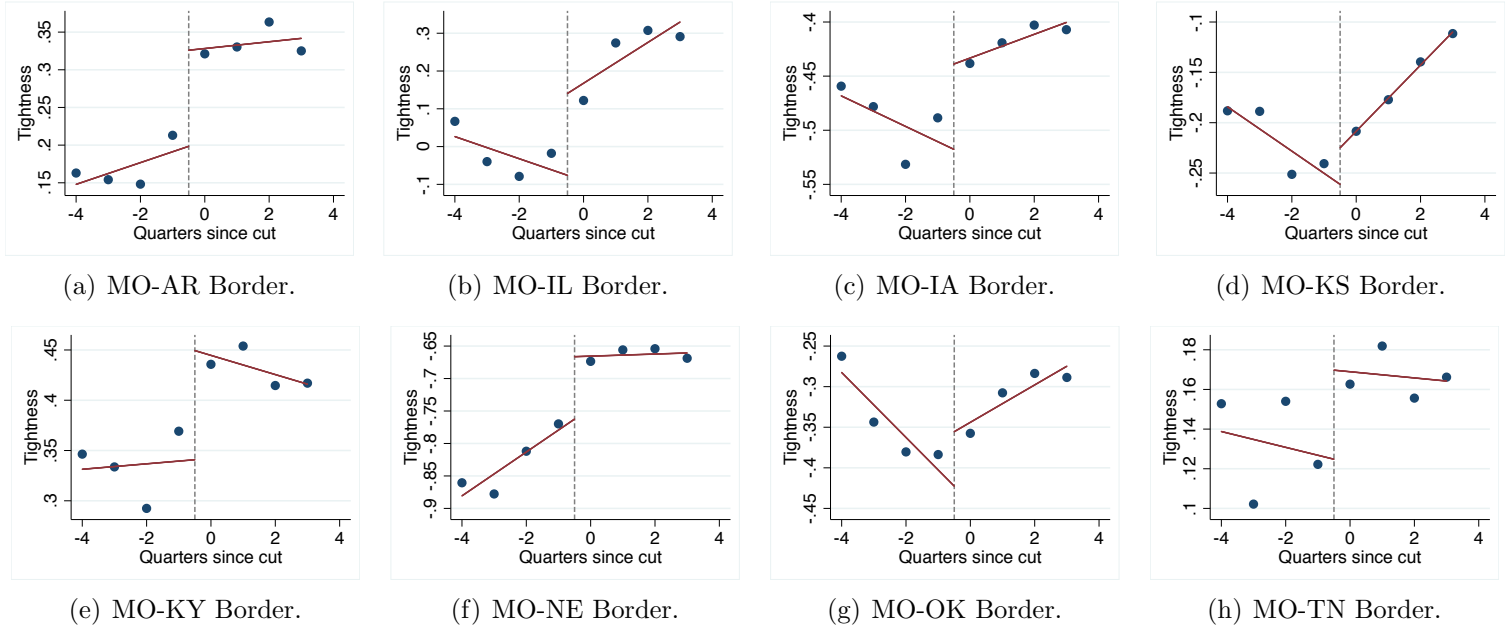 Tightness
.35
.3
.25
.2
.15
-4 -2 0 2 4
Quarters since cut
(a) MO-AR Border.
Tightness
.3
.2
.1
0
-.1
-4 -2 0 2 4
Quarters since cut
(b) MO-IL Border.
Tightness
-.4
-.45
-.5
-.55
-4 -2 0 2 4
Quarters since cut
(c) MO-IA Border.
Tightness
-.1
-.15
-.2
-.25
-4 -2 0 2 4
Quarters since cut
(d) MO-KS Border.
Tightness
.45
.4
.35
.3
-4 -2 0 2 4
Quarters since cut
(e) MO-KY Border.
Tightness
-.65
-.7
-.75
-.8
-.85
-.9
-4 -2 0 2 4
Quarters since cut
(f) MO-NE Border.
Tightness
-.25
-.3
-.35
-.4
-.45
-4 -2 0 2 4
Quarters since cut
(g) MO-OK Border.
Tightness
.18
.16
.14
.12
.1
-4 -2 0 2 4
Quarters since cut
(h) MO-TN Border.